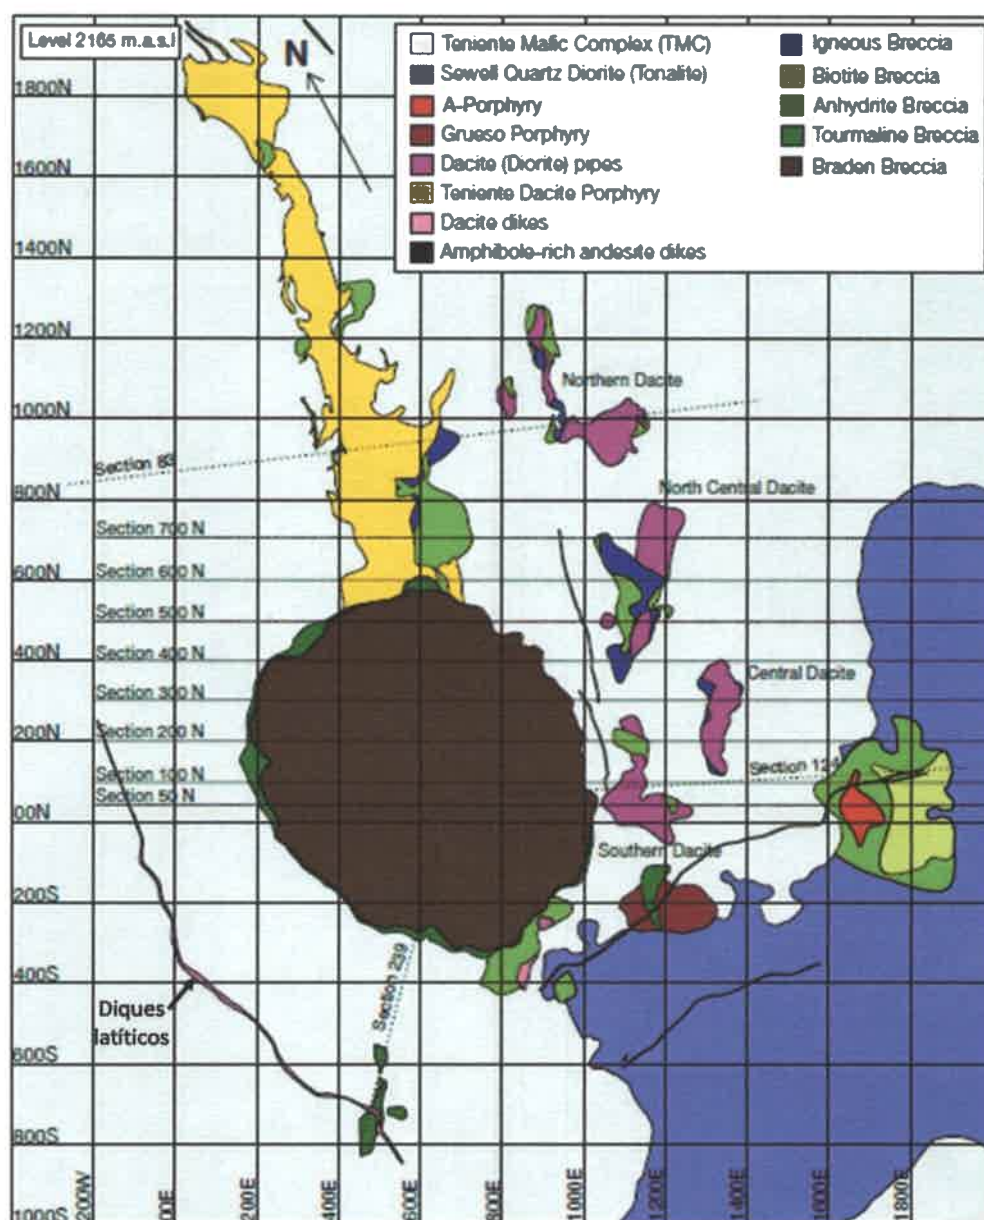 Level 2165 m.a.s.l
N
Teniente Mafic Complex (TMC)
Sewell Quartz Diorite (Tonalite)
A-Porphyry
Grueso Porphyry
Dacite (Diorite) pipes
Teniente Dacite Porphyry
Dacite dikes
Amphibole-rich andesite dikes
Igneous Breccia
Biotite Breccia
Anhydrite Breccia
Tourmaline Breccia
Braden Breccia
1800N
1600N
1400N
1200N
Northern Dacite
1000N
Section 83
North Central Dacite
800N
Section 700 N
600N
Section 600 N
Section 500 N
400N
Section 400 N
Section 300 N
Central Dacite
200N
Section 200 N
Section 100 N
Section 124
Section 50 N
00N
Southern Dacite
200S
Section 239
400S
Diques
latíticos
600S
800S
1000S
200W
00E
200E
400E
600E
800E
1000E
1200E
1400E
1600E
1800E